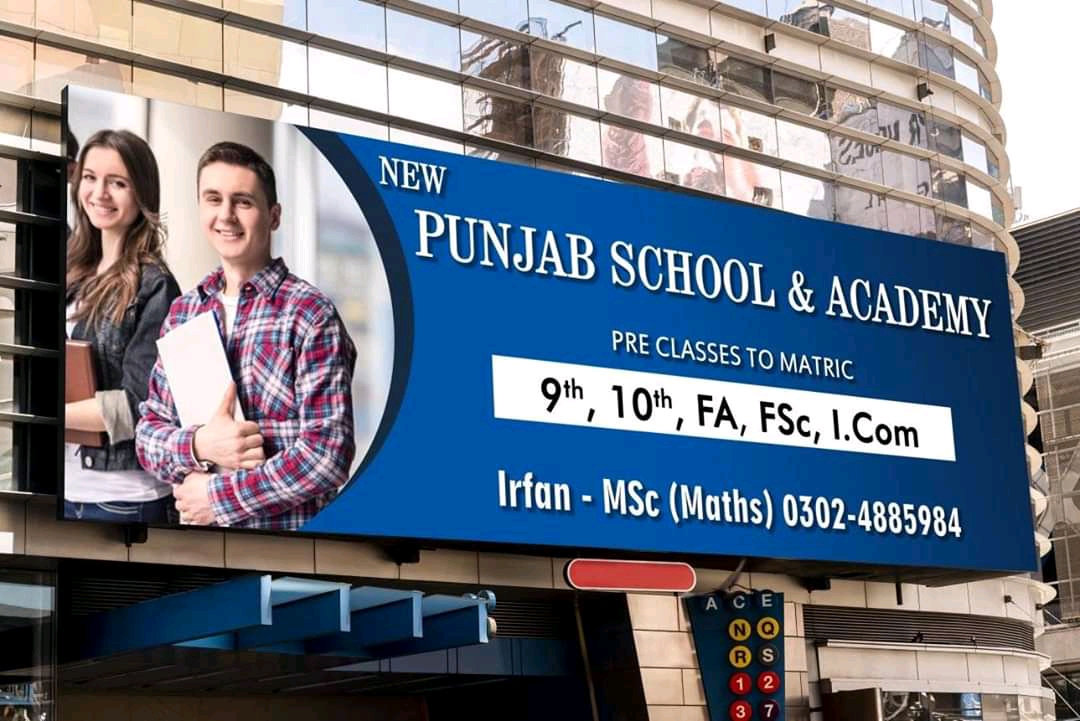 NEW
PUNJAB SCHOOL & ACADEMY
PRE CLASSES TO MATRIC
9th, 10th, FA, FSc, I.Com
Irfan - MSc (Maths) 0302-4885984
A C E
N Q
R S
1 2
3 7